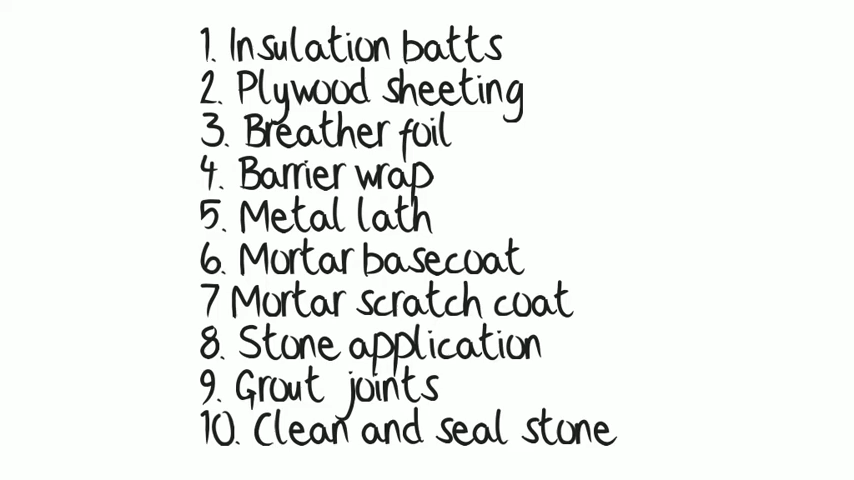 1. Insulation batts
2. Plywood sheeting
3. Breather foil
4. Barrier wrap
5. Metal lath
6. Mortar basecoat
7 Mortar scratch coat
8. Stone application
9. Grout joints
10. Clean and seal stone